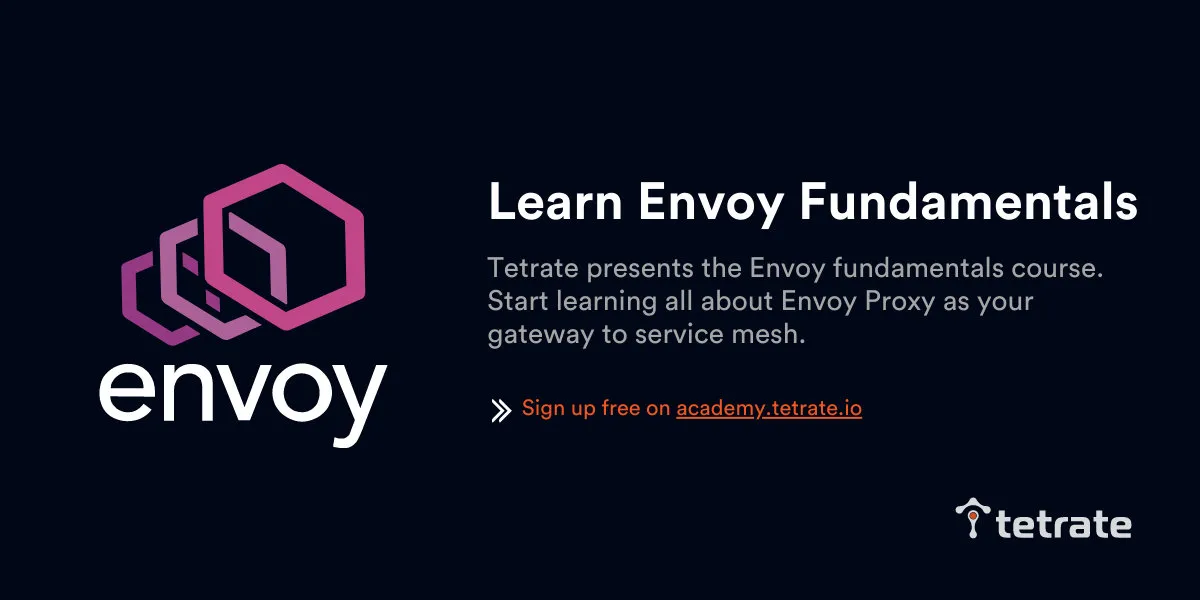 envoy
Learn Envoy Fundamentals
Tetrate presents the Envoy fundamentals course.
Start learning all about Envoy Proxy as your
gateway to service mesh.
Sign up free on academy.tetrate.io
tetrate